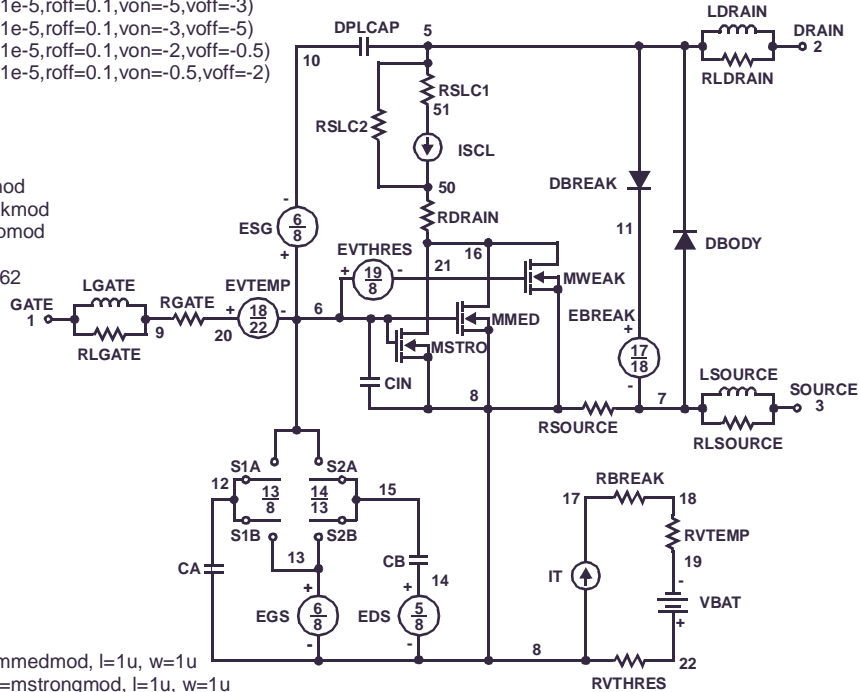 1e-5,roff=0.1,von=-5,voff=-3)
1e-5,roff=0.1,von=-3,voff=-5)
1e-5,roff=0.1,von=-2,voff=-0.5)
1e-5,roff=0.1,von=-0.5,voff=-2)
LDRAIN
DPLCAP
5
DRAIN
2
10
RLDRAIN
RSLC1
51
RSLC2
ISCL
50
nod
kmod
omod
DBREAK
RDRAIN
ESG
6
8
-
+
11
DBODY
EVTHRES
16
21
+
19
8
-
MWEAK
62
LGATE
EVTEMP
GATE
1
RGATE
+
18
22
-
6
EBREAK
+
MMED
9
20
RLGATE
MSTRO
17
18
-
LSOURCE
CIN
8
7
SOURCE
3
RSOURCE
RLSOURCE
S1A
S2A
12
13
8
14
13
15
RBREAK
17
18
S1B
S2B
RVTEMP
13
CB
19
CA
14
IT
-
+
+
VBAT
EGS
6
8
EDS
5
8
+
-
-
8
22
mmedmod, l=1u, w=1u
=mstrongmod, l=1u, w=1u
RVTHRES